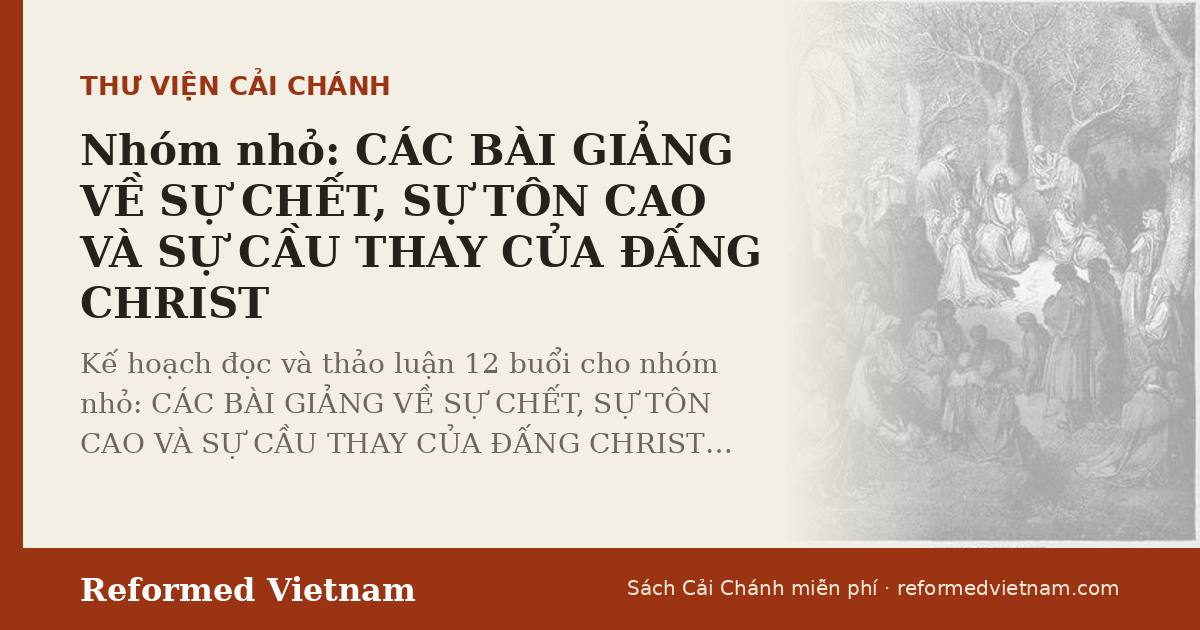 THƯ VIỆN CẢI CHÁNH
Nhóm nhỏ: CÁC BÀI GIẢNG
VỀ SỰ CHẾT, SỰ TÔN CAO
VÀ SỰ CẦU THAY CỦA ĐẤNG
CHRIST
Kế hoạch đọc và thảo luận 12 buổi cho nhóm
nhỏ: CÁC BÀI GIẢNG VỀ SỰ CHẾT, SỰ TÔN
CAO VÀ SỰ CẦU THAY CỦA ĐẤNG CHRIST…
Reformed Vietnam
Sách Cải Chánh miễn phí · reformedvietnam.com